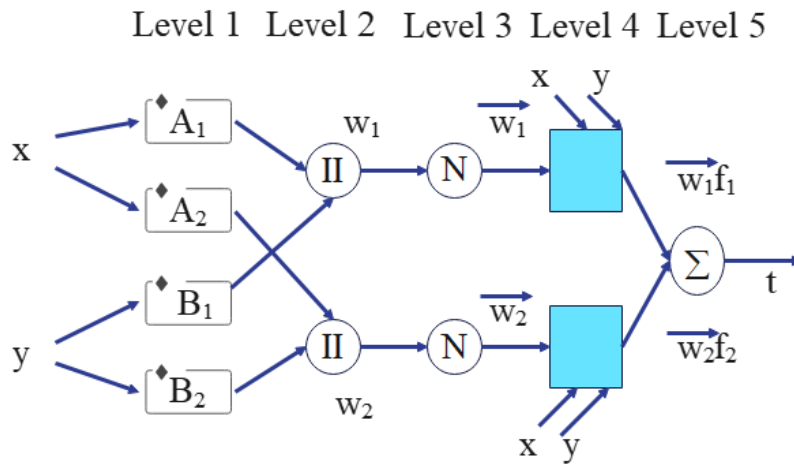 Level 1 Level 2 Level 3 Level 4 Level 5
x y
A₁ w₁ w₁
x II N w₁f₁
A₂
Σ
B₁ w₂ t
y II N w₂f₂
B₂ w₂
x y